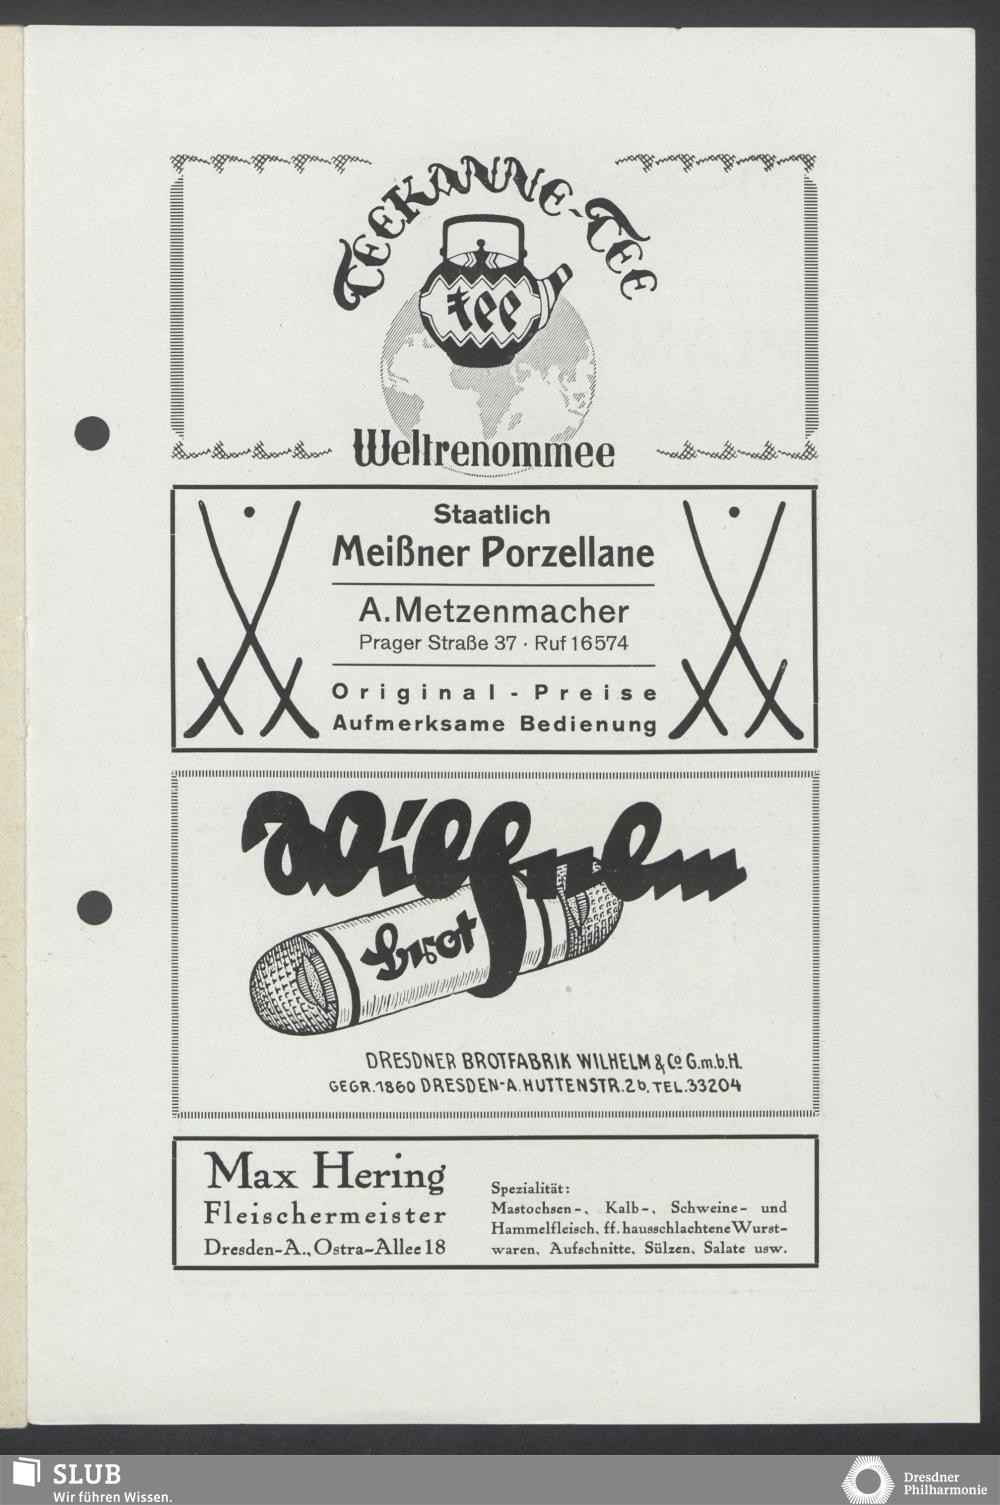 TEEKANNE-TEE
tee
Weltrenommee
Staatlich
Meißner Porzellane
A. Metzenmacher
Prager Straße 37 · Ruf 16574
Original-Preise
Aufmerksame Bedienung
Wilhelm
brot
DRESDNER BROTFABRIK WILHELM & Co G.m.b.H.
GEGR. 1860 DRESDEN-A. HUTTENSTR. 2b. TEL. 33204
Max Hering
Fleischermeister
Dresden-A., Ostra-Allee 18
Spezialität:
Mastochsen-, Kalb-, Schweine- und
Hammelfleisch, ff. hausschlachtene Wurst-
waren, Aufschnitte, Sülzen, Salate usw.
SLUB
Wir führen Wissen.
Dresdner
Philharmonie